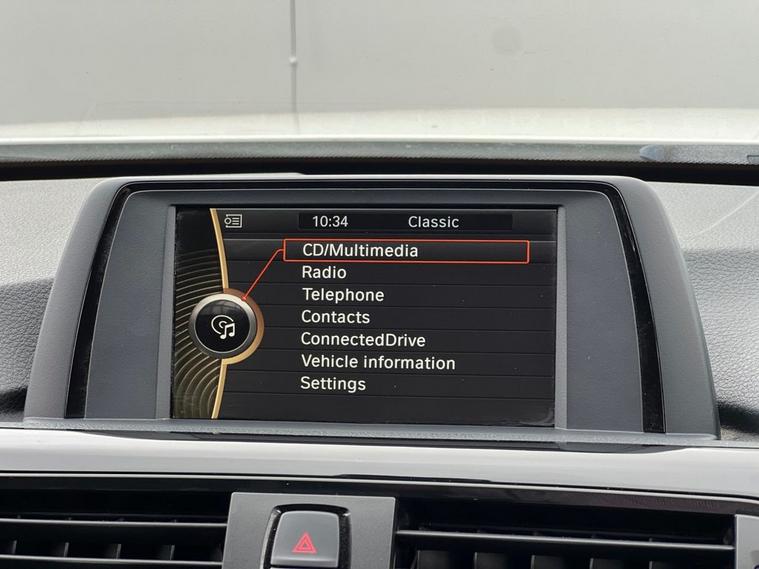 10:34 Classic
CD/Multimedia
Radio
Telephone
Contacts
ConnectedDrive
Vehicle information
Settings